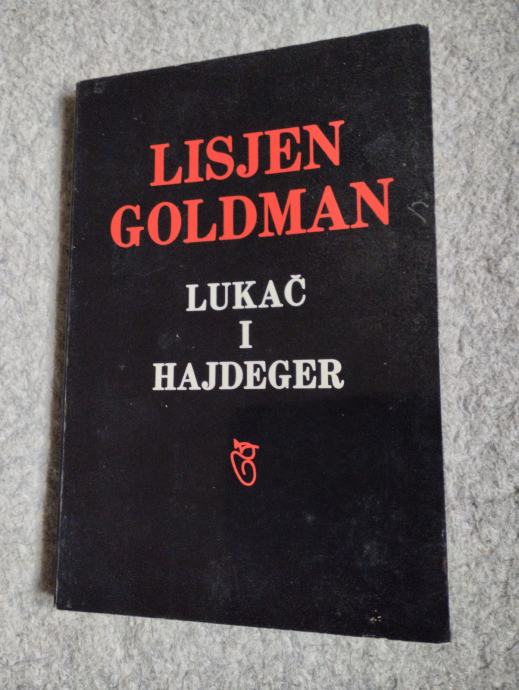 LISJEN
GOLDMAN
LUKAČ
I
HAJDEGER